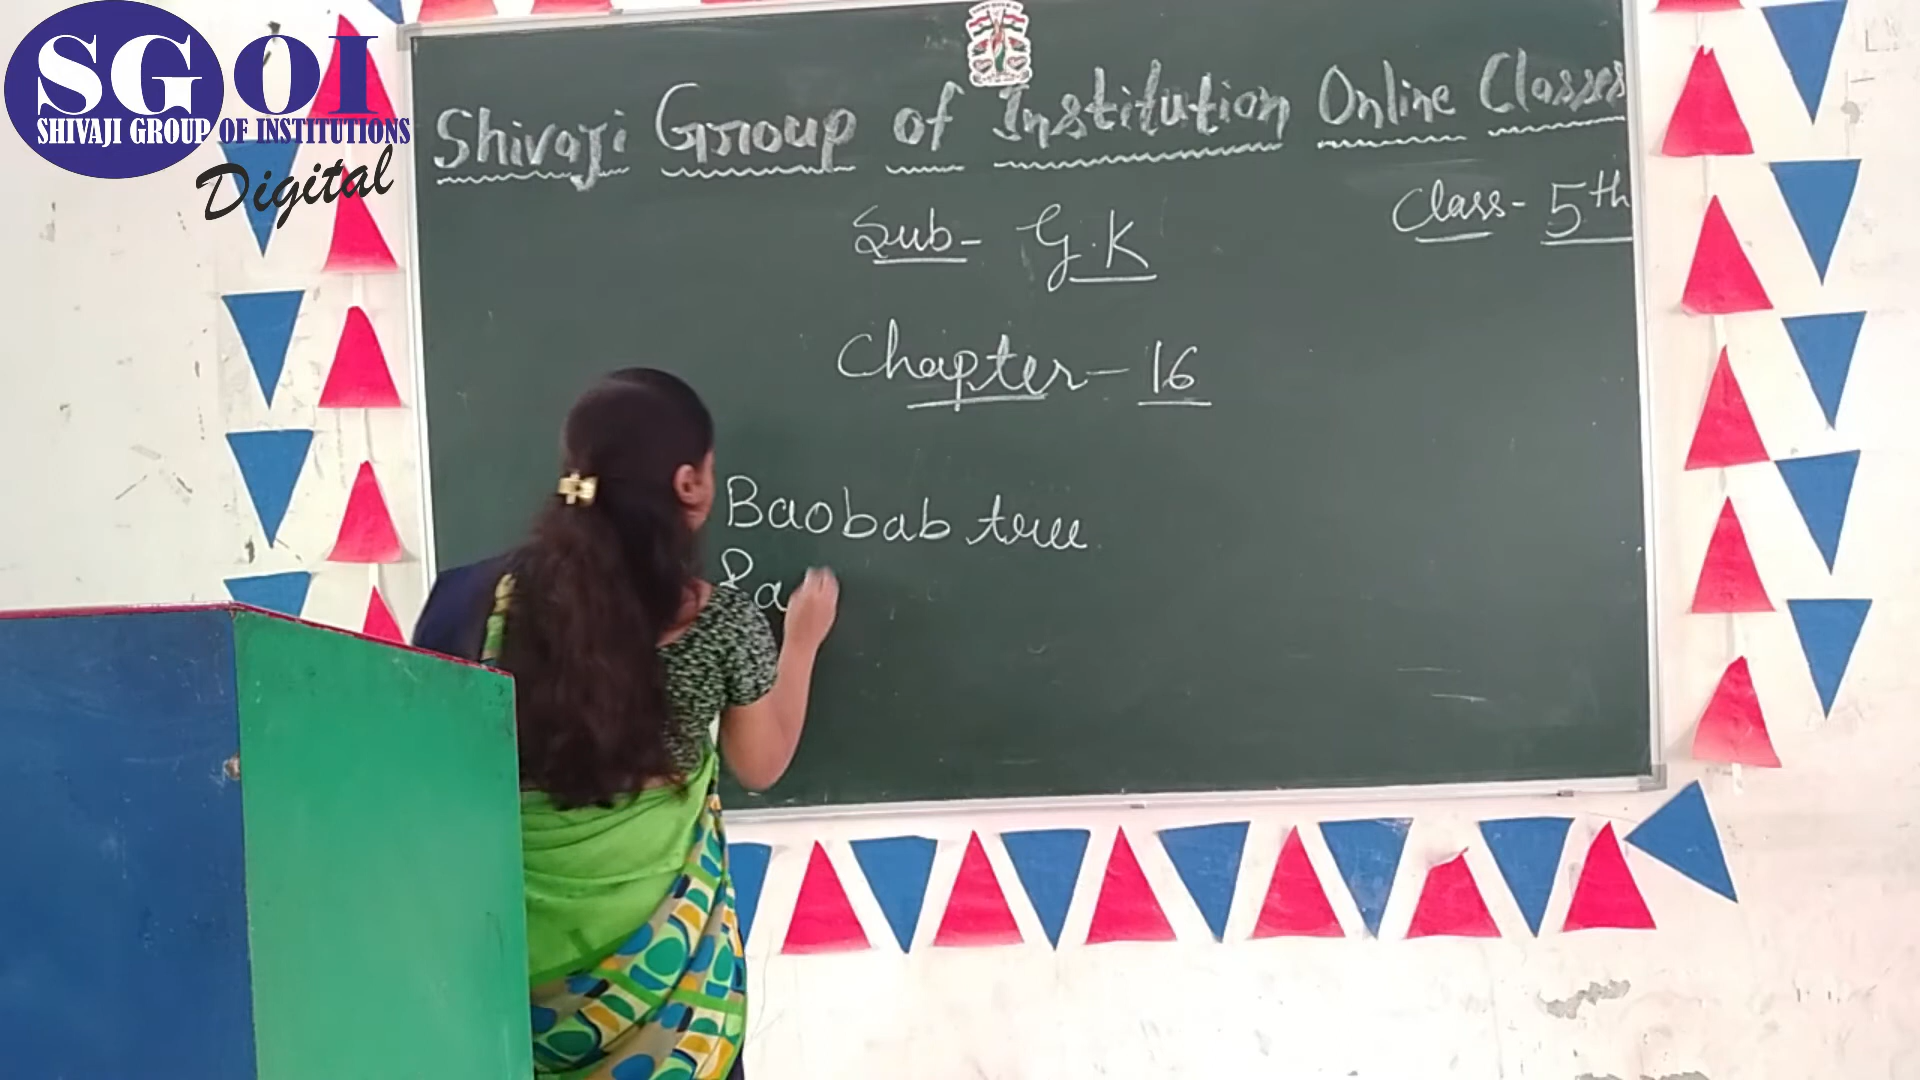 SGOI
SHIVAJI GROUP OF INSTITUTIONS
Digital
Shivaji Group of Institution Online Classes
Class- 5th
Sub- G.K
Chapter- 16
Baobab tree